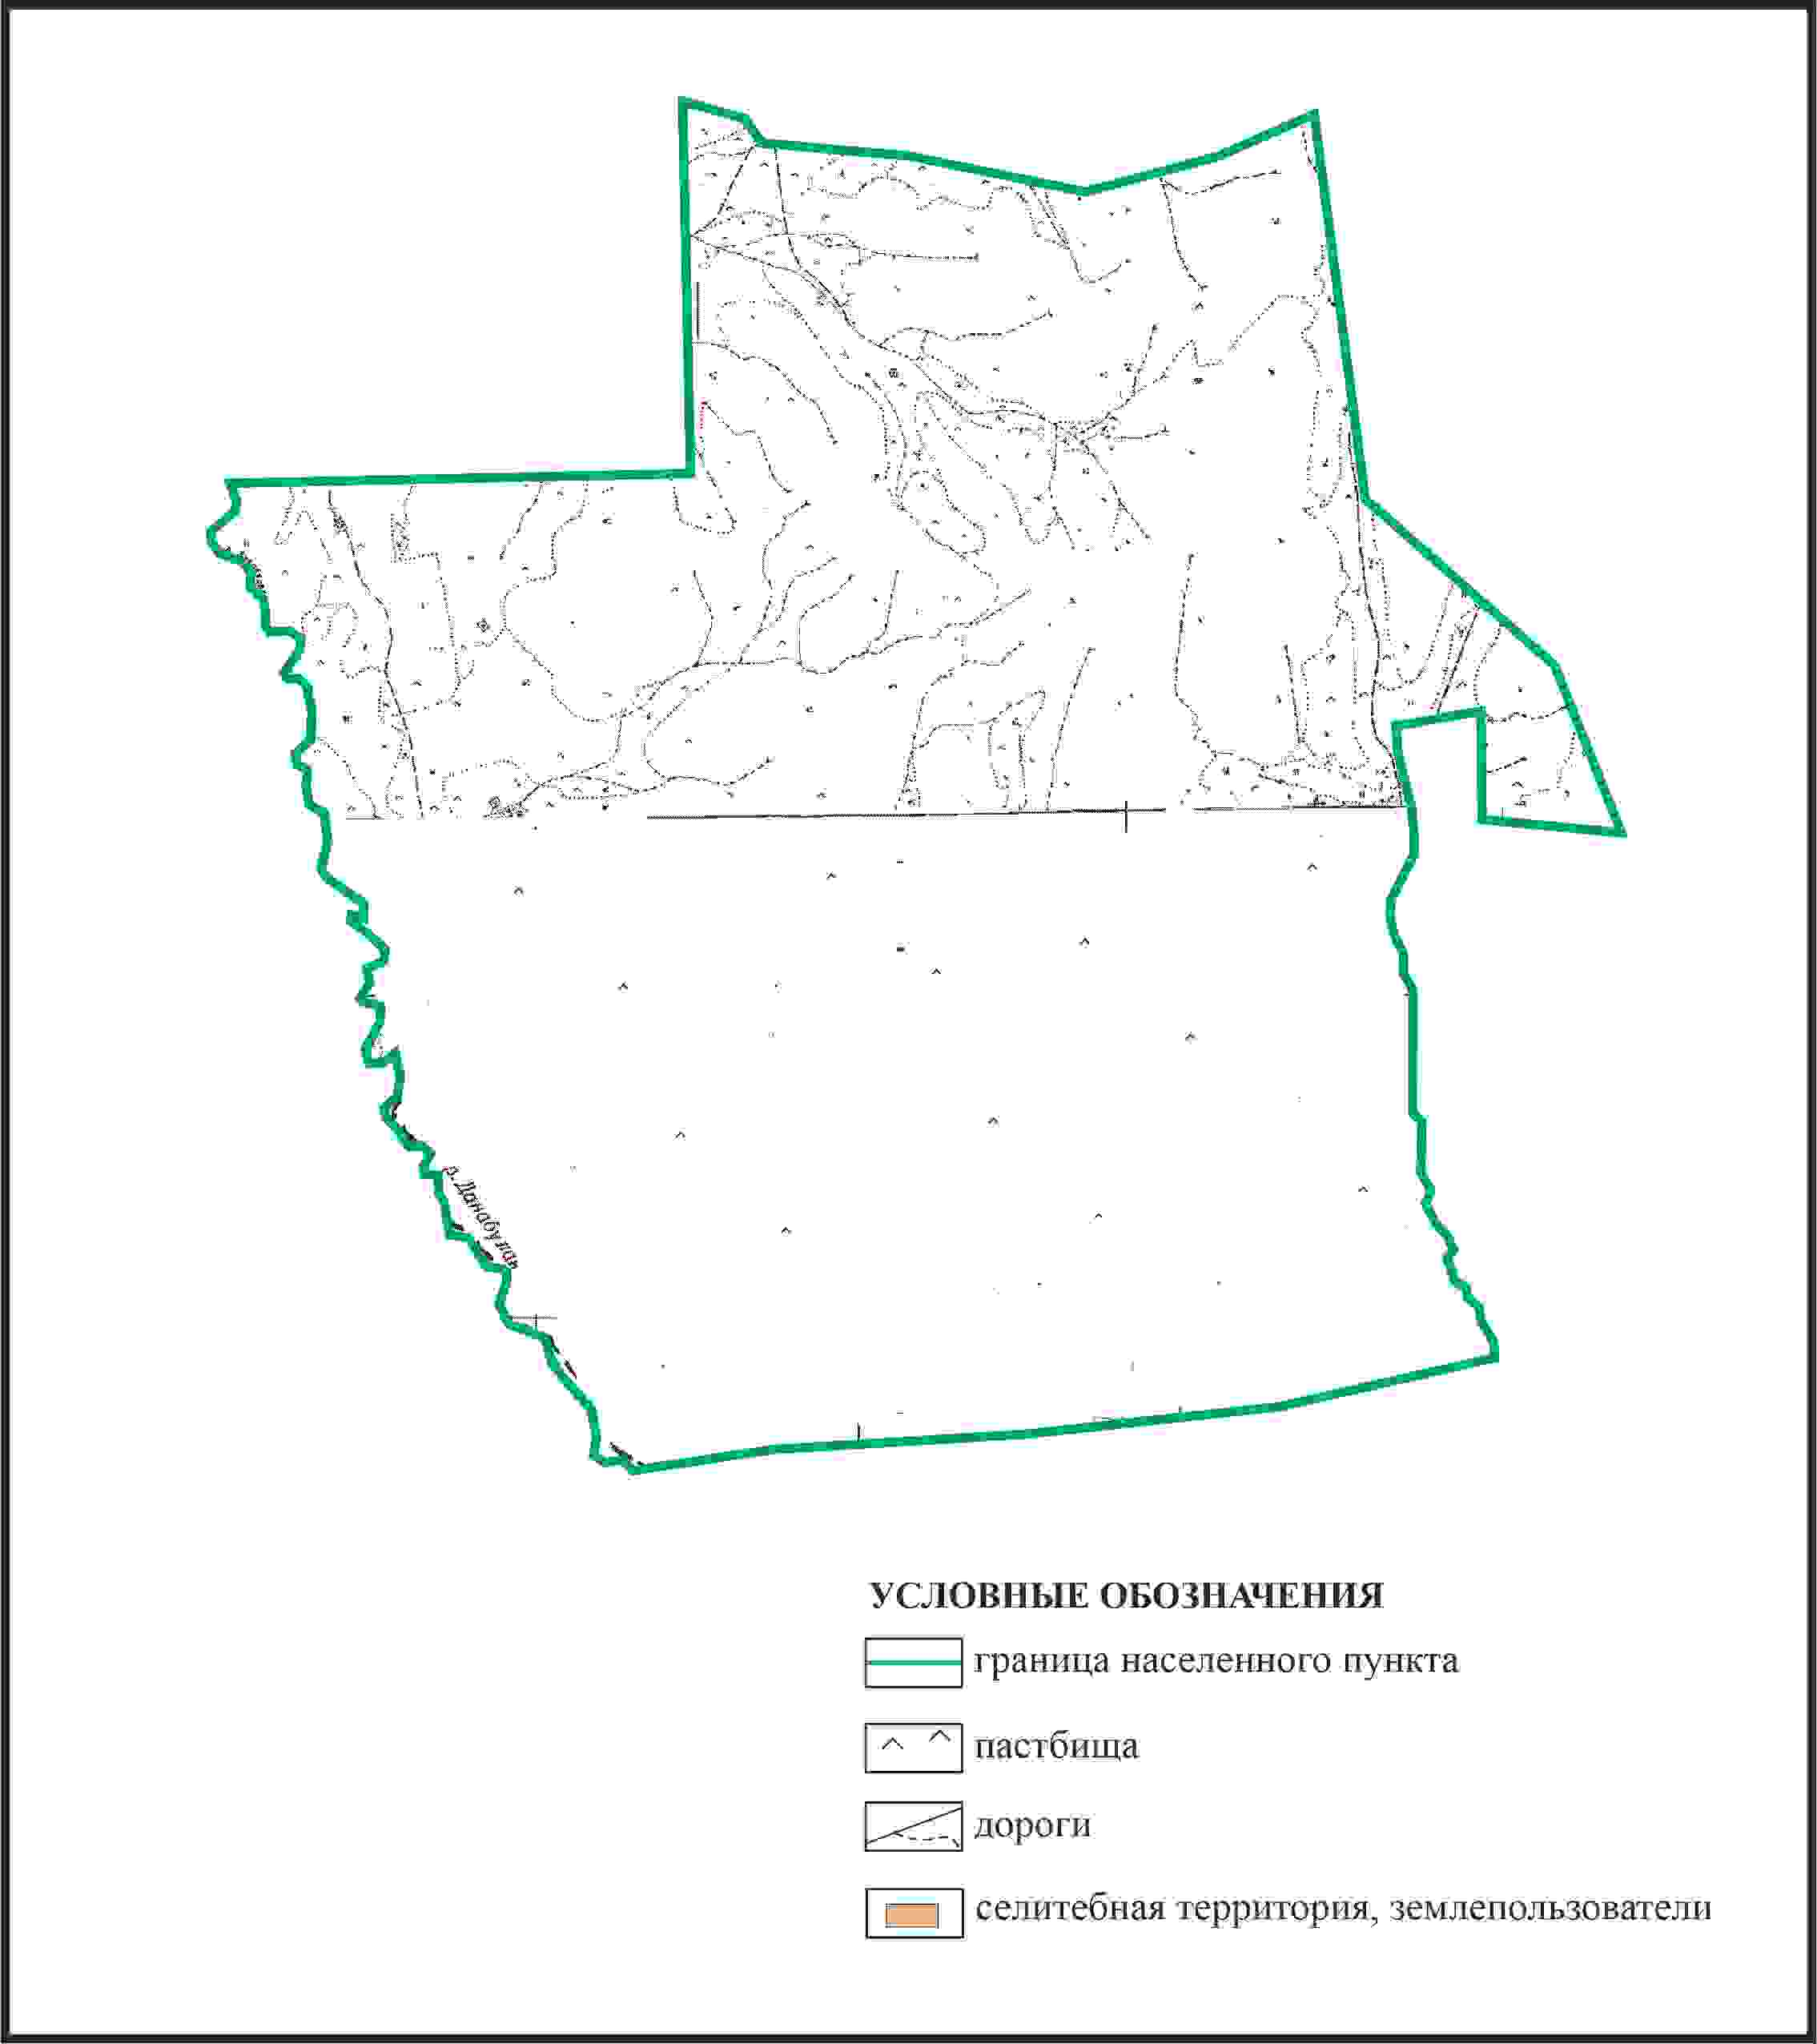 р. Данабулак
УСЛОВНЫЕ ОБОЗНАЧЕНИЯ
граница населенного пункта
пастбища
дороги
селитебная территория, землепользователи